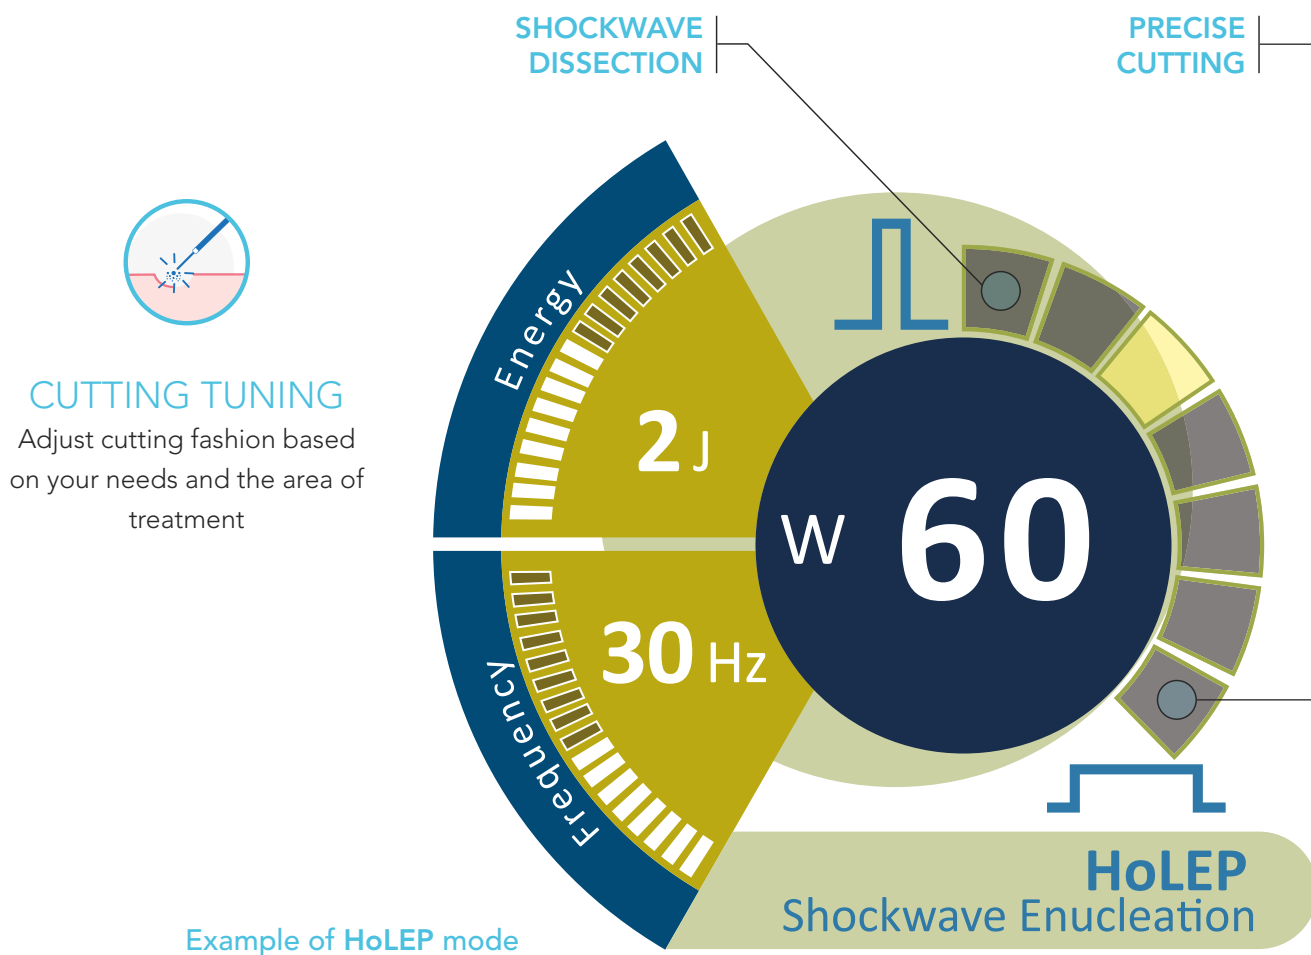 SHOCKWAVE
DISSECTION
PRECISE
CUTTING
CUTTING TUNING
Adjust cutting fashion based
on your needs and the area of
treatment
Energy
2 J
W 60
30 Hz
Frequency
HoLEP
Shockwave Enucleation
Example of HoLEP mode